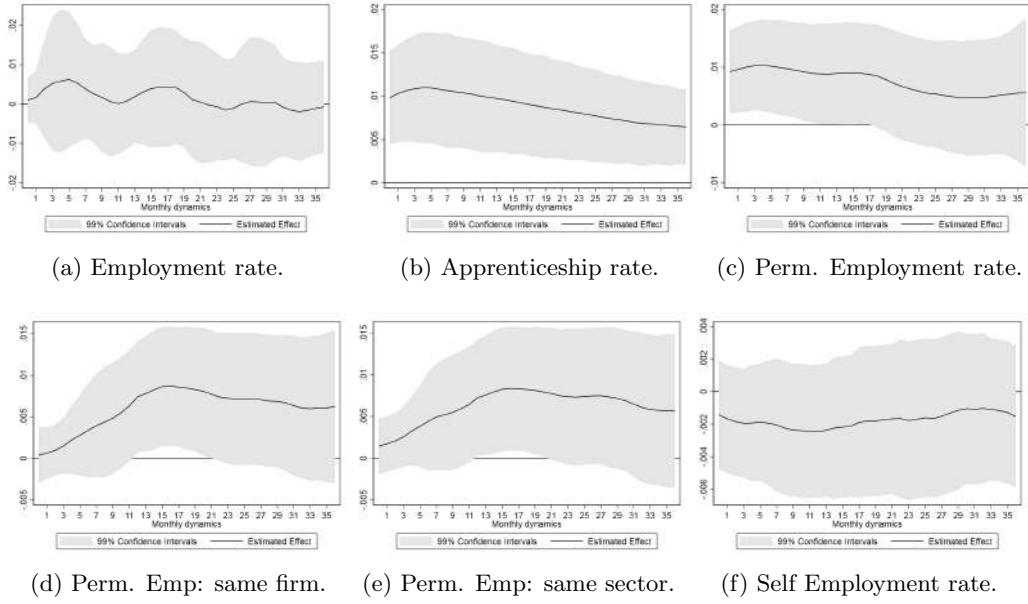 .02
.01
0
-.01
-.02
1 3 5 7 9 11 13 15 17 19 21 23 25 27 29 31 33 35
Monthly dynamics
99% Confidence Intervals Estimated Effect
(a) Employment rate.
.02
.015
.01
.005
0
1 3 5 7 9 11 13 15 17 19 21 23 25 27 29 31 33 35
Monthly dynamics
99% Confidence Intervals Estimated Effect
(b) Apprenticeship rate.
.02
.01
0
-.01
1 3 5 7 9 11 13 15 17 19 21 23 25 27 29 31 33 35
Monthly dynamics
99% Confidence Intervals Estimated Effect
(c) Perm. Employment rate.
.015
.01
.005
0
-.005
1 3 5 7 9 11 13 15 17 19 21 23 25 27 29 31 33 35
Monthly dynamics
99% Confidence Intervals Estimated Effect
(d) Perm. Emp: same firm.
.015
.01
.005
0
-.005
1 3 5 7 9 11 13 15 17 19 21 23 25 27 29 31 33 35
Monthly dynamics
99% Confidence Intervals Estimated Effect
(e) Perm. Emp: same sector.
.004
.002
0
-.002
-.004
-.006
1 3 5 7 9 11 13 15 17 19 21 23 25 27 29 31 33 35
Monthly dynamics
99% Confidence Intervals Estimated Effect
(f) Self Employment rate.